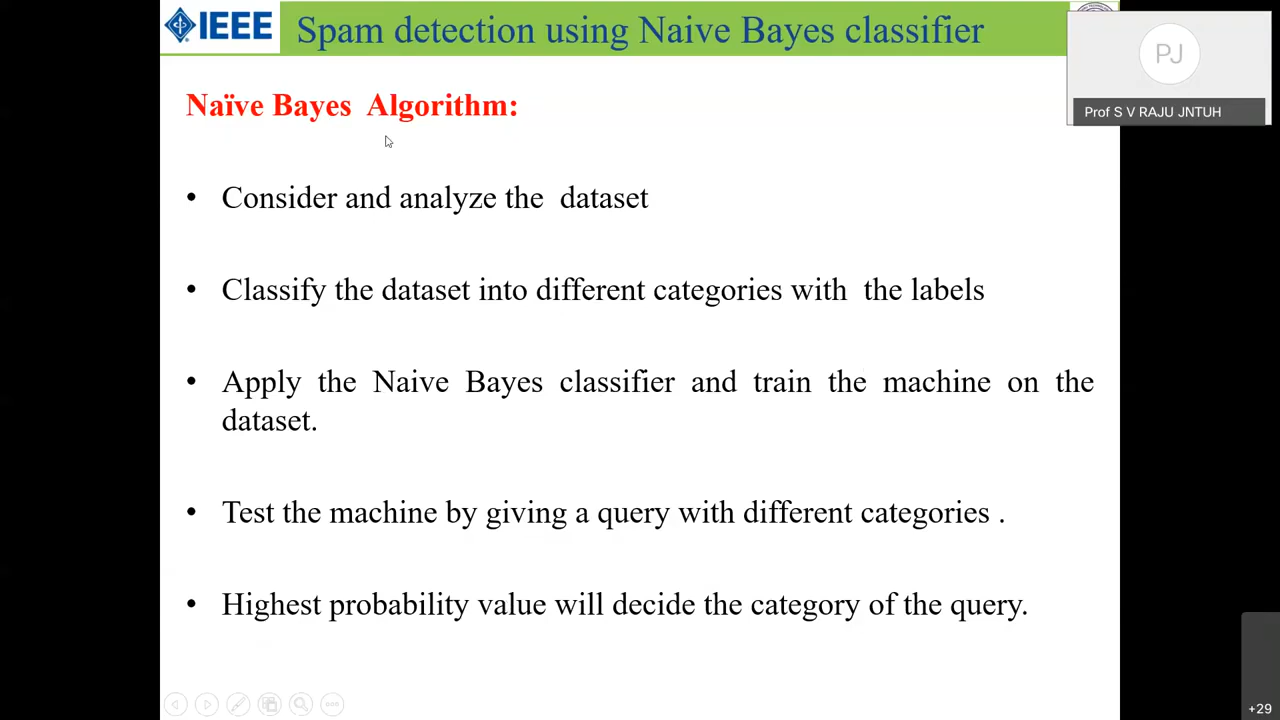 IEEE
Spam detection using Naive Bayes classifier
PJ
Prof S V RAJU JNTUH
Naïve Bayes Algorithm:
• Consider and analyze the dataset
• Classify the dataset into different categories with the labels
• Apply the Naive Bayes classifier and train the machine on the
dataset.
• Test the machine by giving a query with different categories .
• Highest probability value will decide the category of the query.
+29